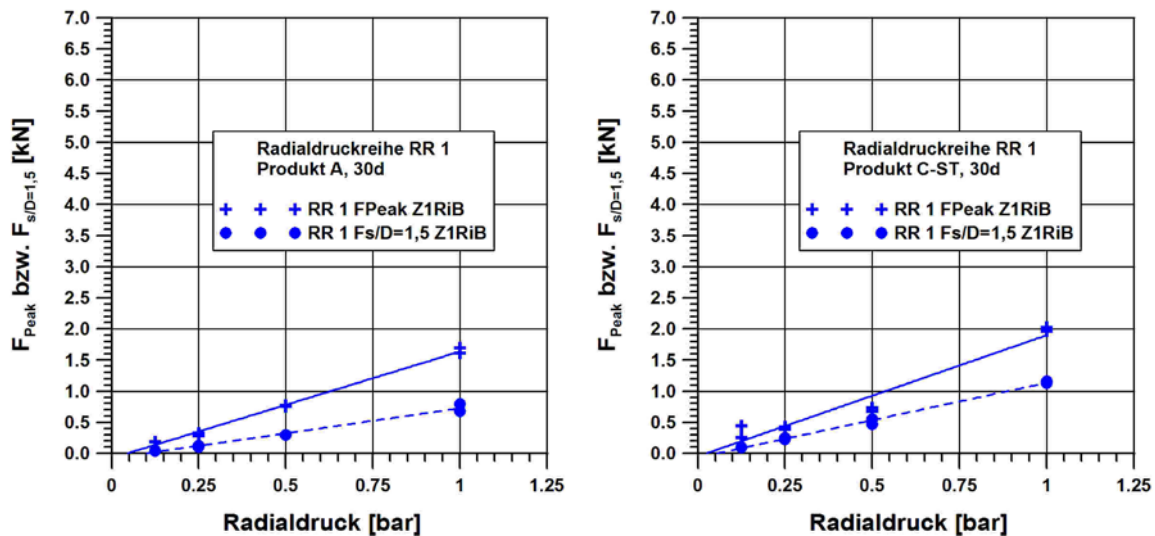 7.0
6.5
6.0
5.5
5.0
4.5
4.0
3.5
3.0
2.5
2.0
1.5
1.0
0.5
0.0
F_Peak bzw. F_s/D=1,5 [kN]
Radialdruckreihe RR 1
Produkt A, 30d
RR 1 FPeak Z1RiB
RR 1 Fs/D=1,5 Z1RiB
0 0.25 0.5 0.75 1 1.25
Radialdruck [bar]
7.0
6.5
6.0
5.5
5.0
4.5
4.0
3.5
3.0
2.5
2.0
1.5
1.0
0.5
0.0
F_Peak bzw. F_s/D=1,5 [kN]
Radialdruckreihe RR 1
Produkt C-ST, 30d
RR 1 FPeak Z1RiB
RR 1 Fs/D=1,5 Z1RiB
0 0.25 0.5 0.75 1 1.25
Radialdruck [bar]